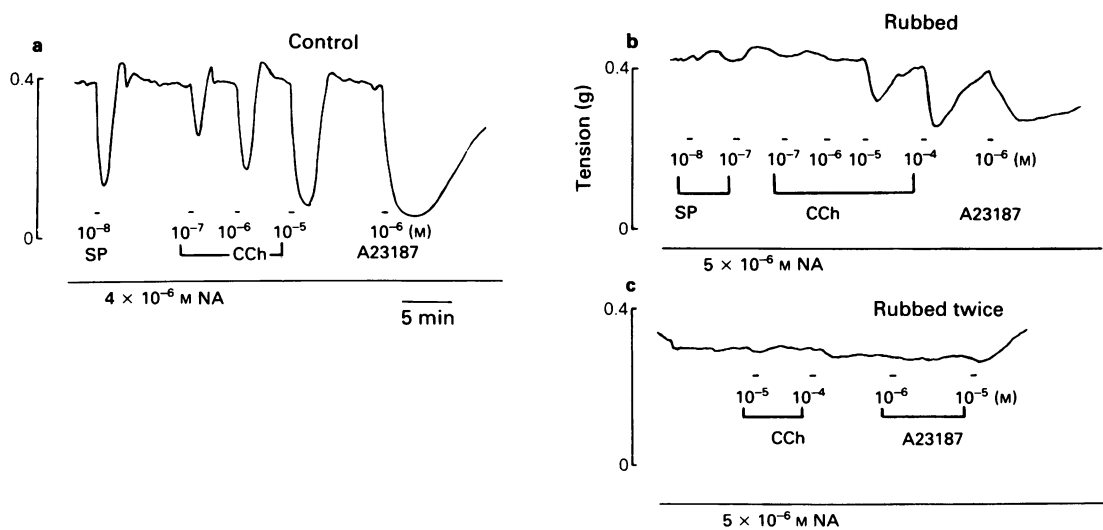 a
Control
0.4
0
10⁻⁸ 10⁻⁷ 10⁻⁶ 10⁻⁵ 10⁻⁶ (M)
SP CCh A23187
4 × 10⁻⁶ M NA
5 min
b
Rubbed
Tension (g)
0.4
0
10⁻⁸ 10⁻⁷ 10⁻⁷ 10⁻⁶ 10⁻⁵ 10⁻⁴ 10⁻⁶ (M)
SP CCh A23187
5 × 10⁻⁶ M NA
c
Rubbed twice
0.4
0
10⁻⁵ 10⁻⁴ 10⁻⁶ 10⁻⁵ (M)
CCh A23187
5 × 10⁻⁶ M NA